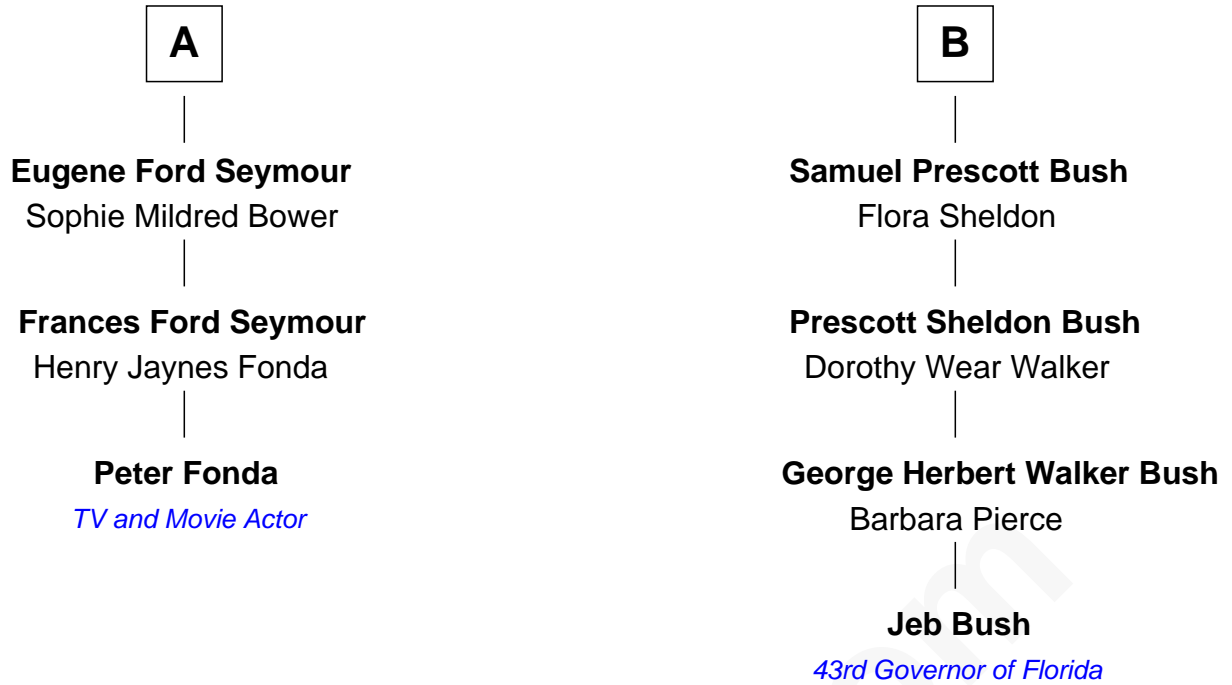 A
Eugene Ford Seymour
Sophie Mildred Bower
Frances Ford Seymour
Henry Jaynes Fonda
Peter Fonda
TV and Movie Actor
B
Samuel Prescott Bush
Flora Sheldon
Prescott Sheldon Bush
Dorothy Wear Walker
George Herbert Walker Bush
Barbara Pierce
Jeb Bush
43rd Governor of Florida